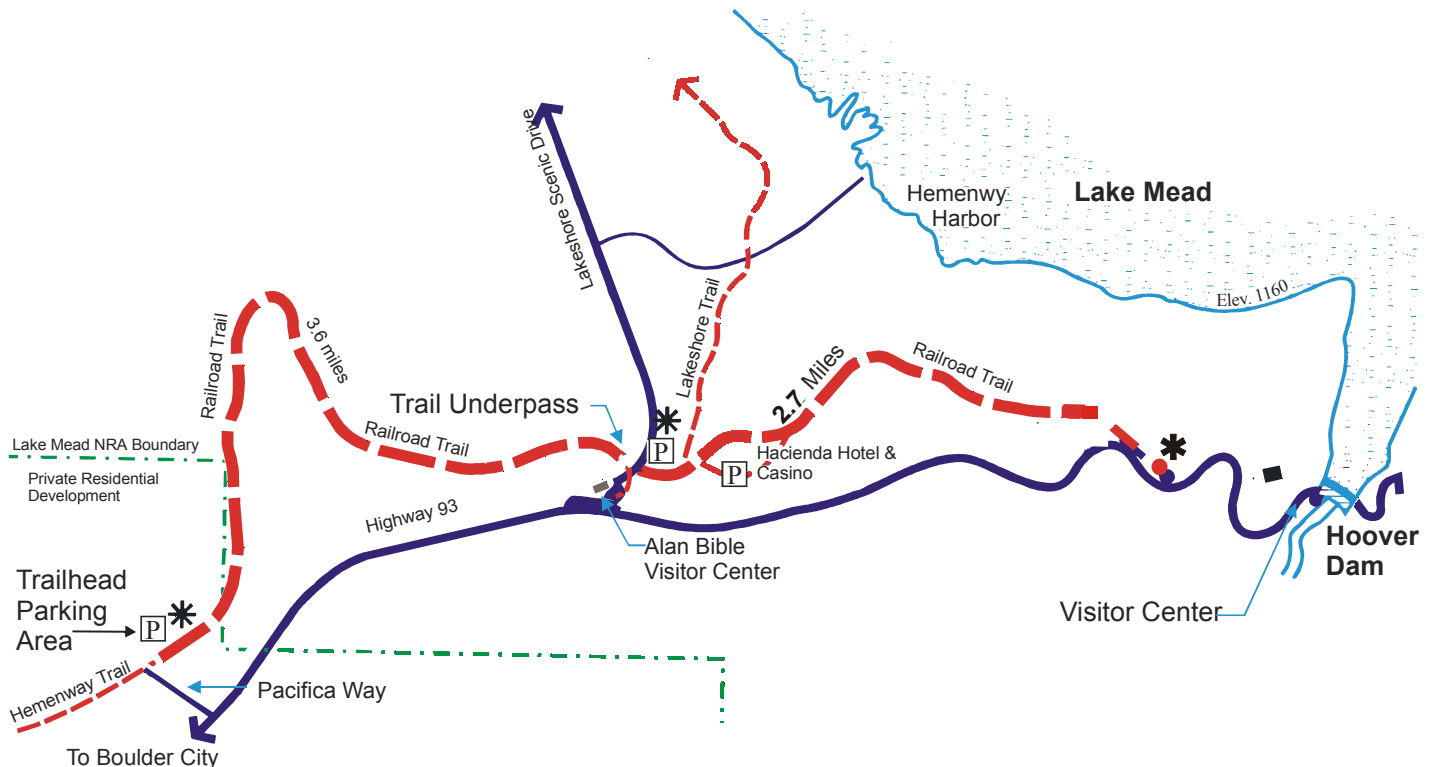 Lakeshore Scenic Drive
Hemenwy
Harbor
Lake Mead
Elev. 1160
Railroad Trail
3.6 miles
Lakeshore Trail
2.7 Miles
Railroad Trail
Trail Underpass
Railroad Trail
Lake Mead NRA Boundary
Private Residential
Development
P
Hacienda Hotel &
Casino
P
Highway 93
Alan Bible
Visitor Center
Hoover
Dam
Trailhead
Parking
Area
P
Visitor Center
Hemenway Trail
Pacifica Way
To Boulder City